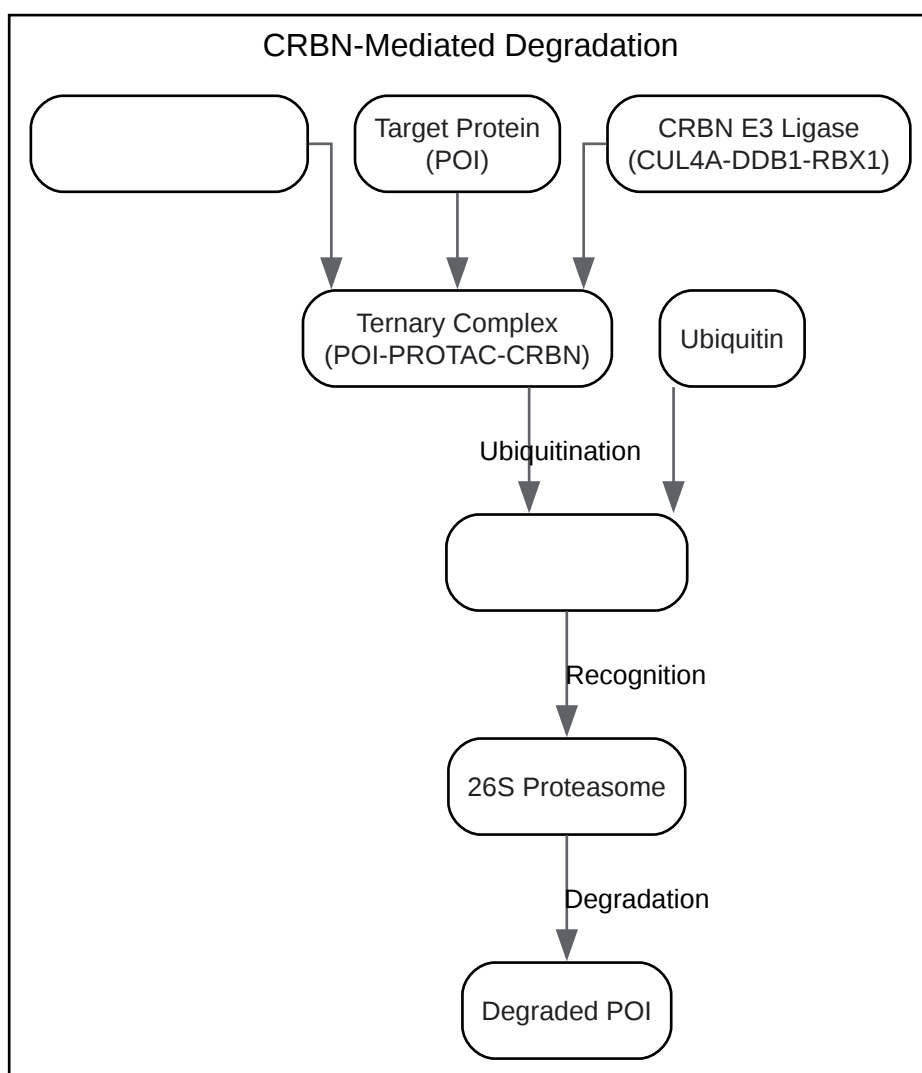 CRBN-Mediated Degradation
Target Protein
(POI)
CRBN E3 Ligase
(CUL4A-DDB1-RBX1)
Ternary Complex
(POI-PROTAC-CRBN)
Ubiquitin
Ubiquitination
Recognition
26S Proteasome
Degradation
Degraded POI